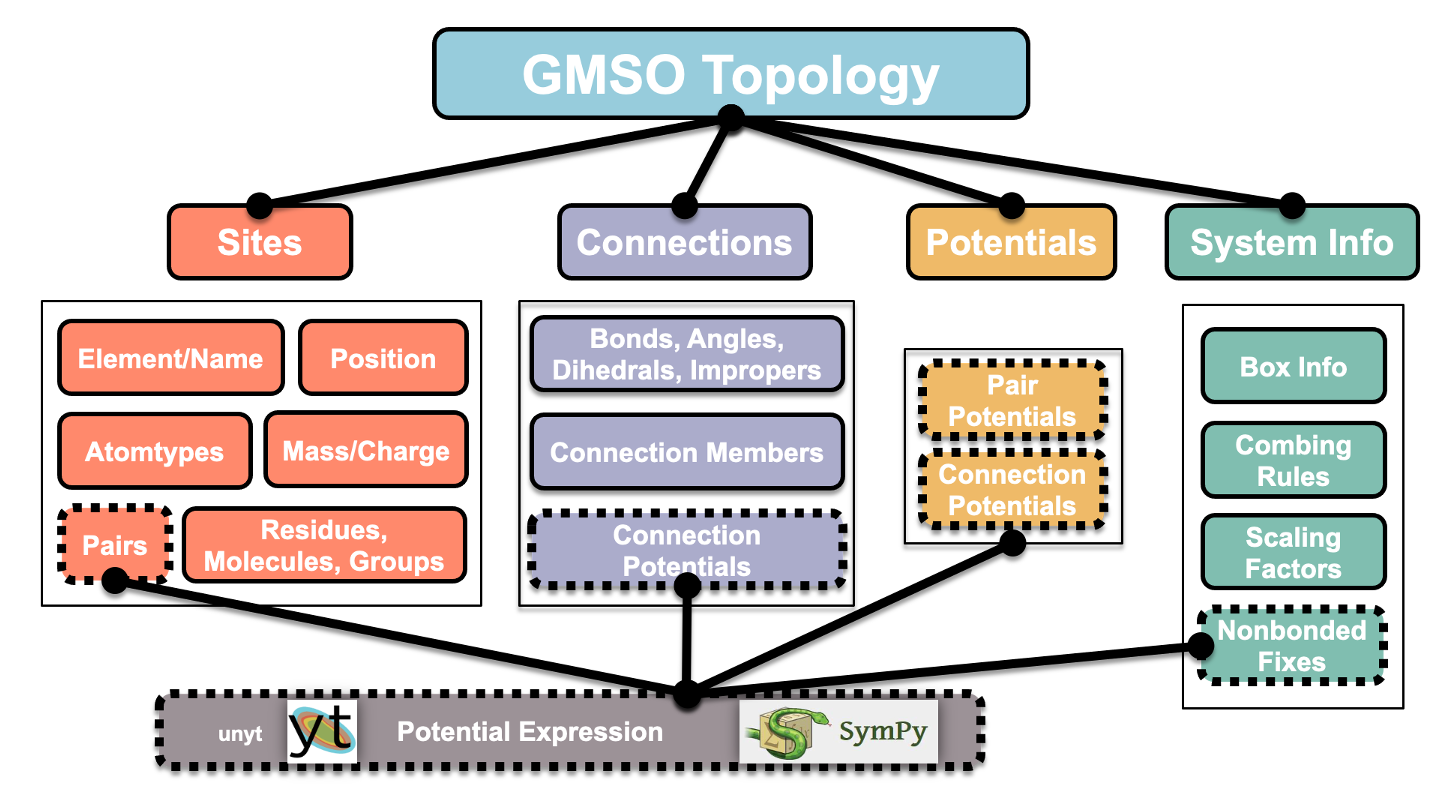 GMSO Topology
Sites
Connections
Potentials
System Info
Element/Name
Position
Atomtypes
Mass/Charge
Pairs
Residues,
Molecules, Groups
Bonds, Angles,
Dihedrals, Impropers
Connection Members
Connection
Potentials
Pair
Potentials
Connection
Potentials
Box Info
Combing
Rules
Scaling
Factors
Nonbonded
Fixes
unyt
yt
Potential Expression
SymPy